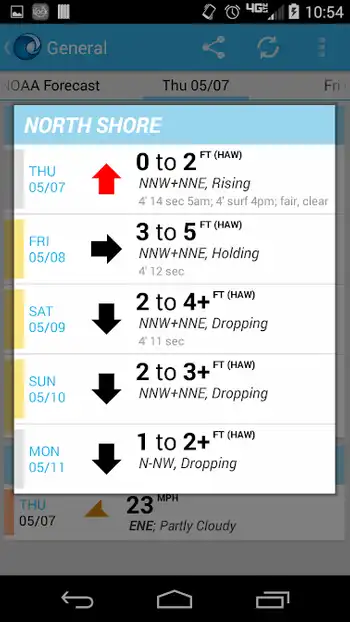 4G LTE 10:54
General
NOAA Forecast Thu 05/07 Fri
NORTH SHORE
THU
05/07
0 to 2 FT (HAW)
NNW+NNE, Rising
4' 14 sec 5am; 4' surf 4pm; fair, clear
FRI
05/08
3 to 5 FT (HAW)
NNW+NNE, Holding
4' 12 sec
SAT
05/09
2 to 4+ FT (HAW)
NNW+NNE, Dropping
4' 11 sec
SUN
05/10
2 to 3+ FT (HAW)
NNW+NNE, Dropping
MON
05/11
1 to 2+ FT (HAW)
N-NW, Dropping
THU
05/07
23 MPH
ENE; Partly Cloudy